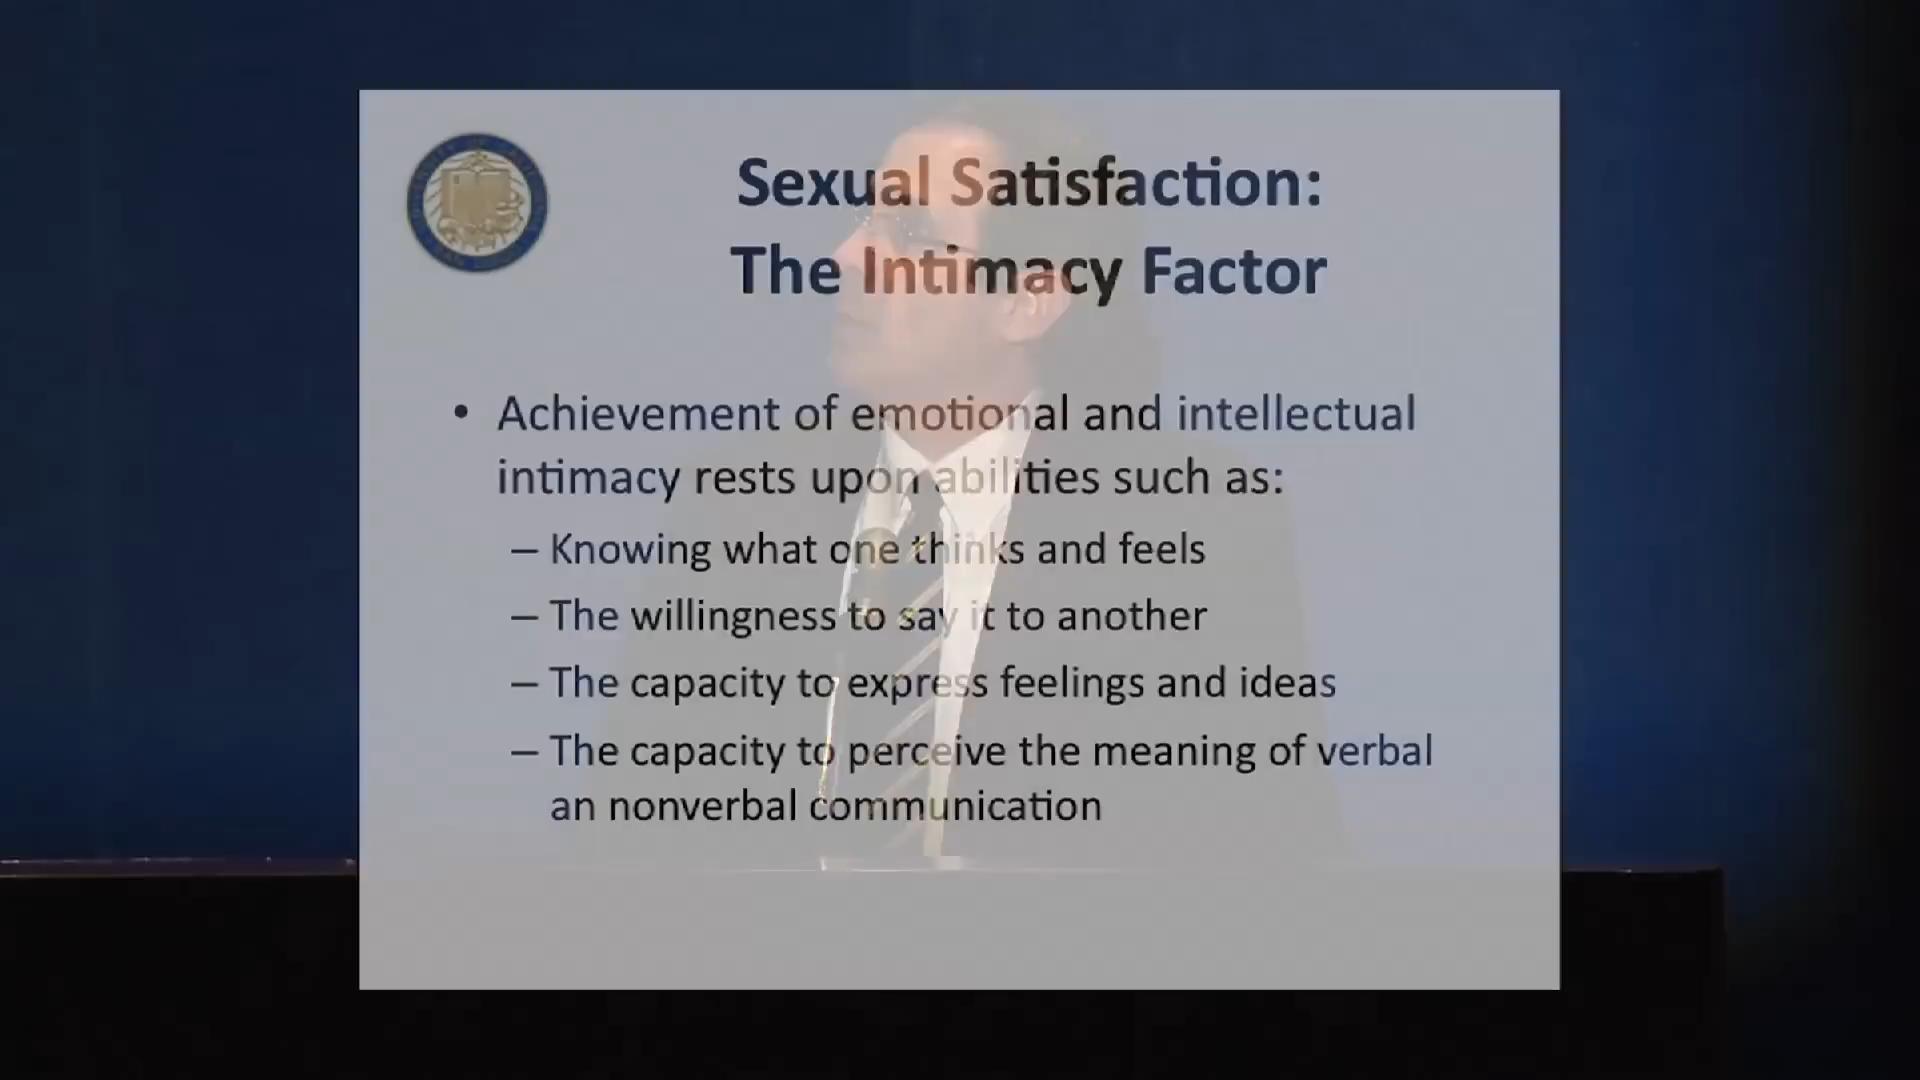 Sexual Satisfaction:
The Intimacy Factor
• Achievement of emotional and intellectual
intimacy rests upon abilities such as:
– Knowing what one thinks and feels
– The willingness to say it to another
– The capacity to express feelings and ideas
– The capacity to perceive the meaning of verbal
an nonverbal communication